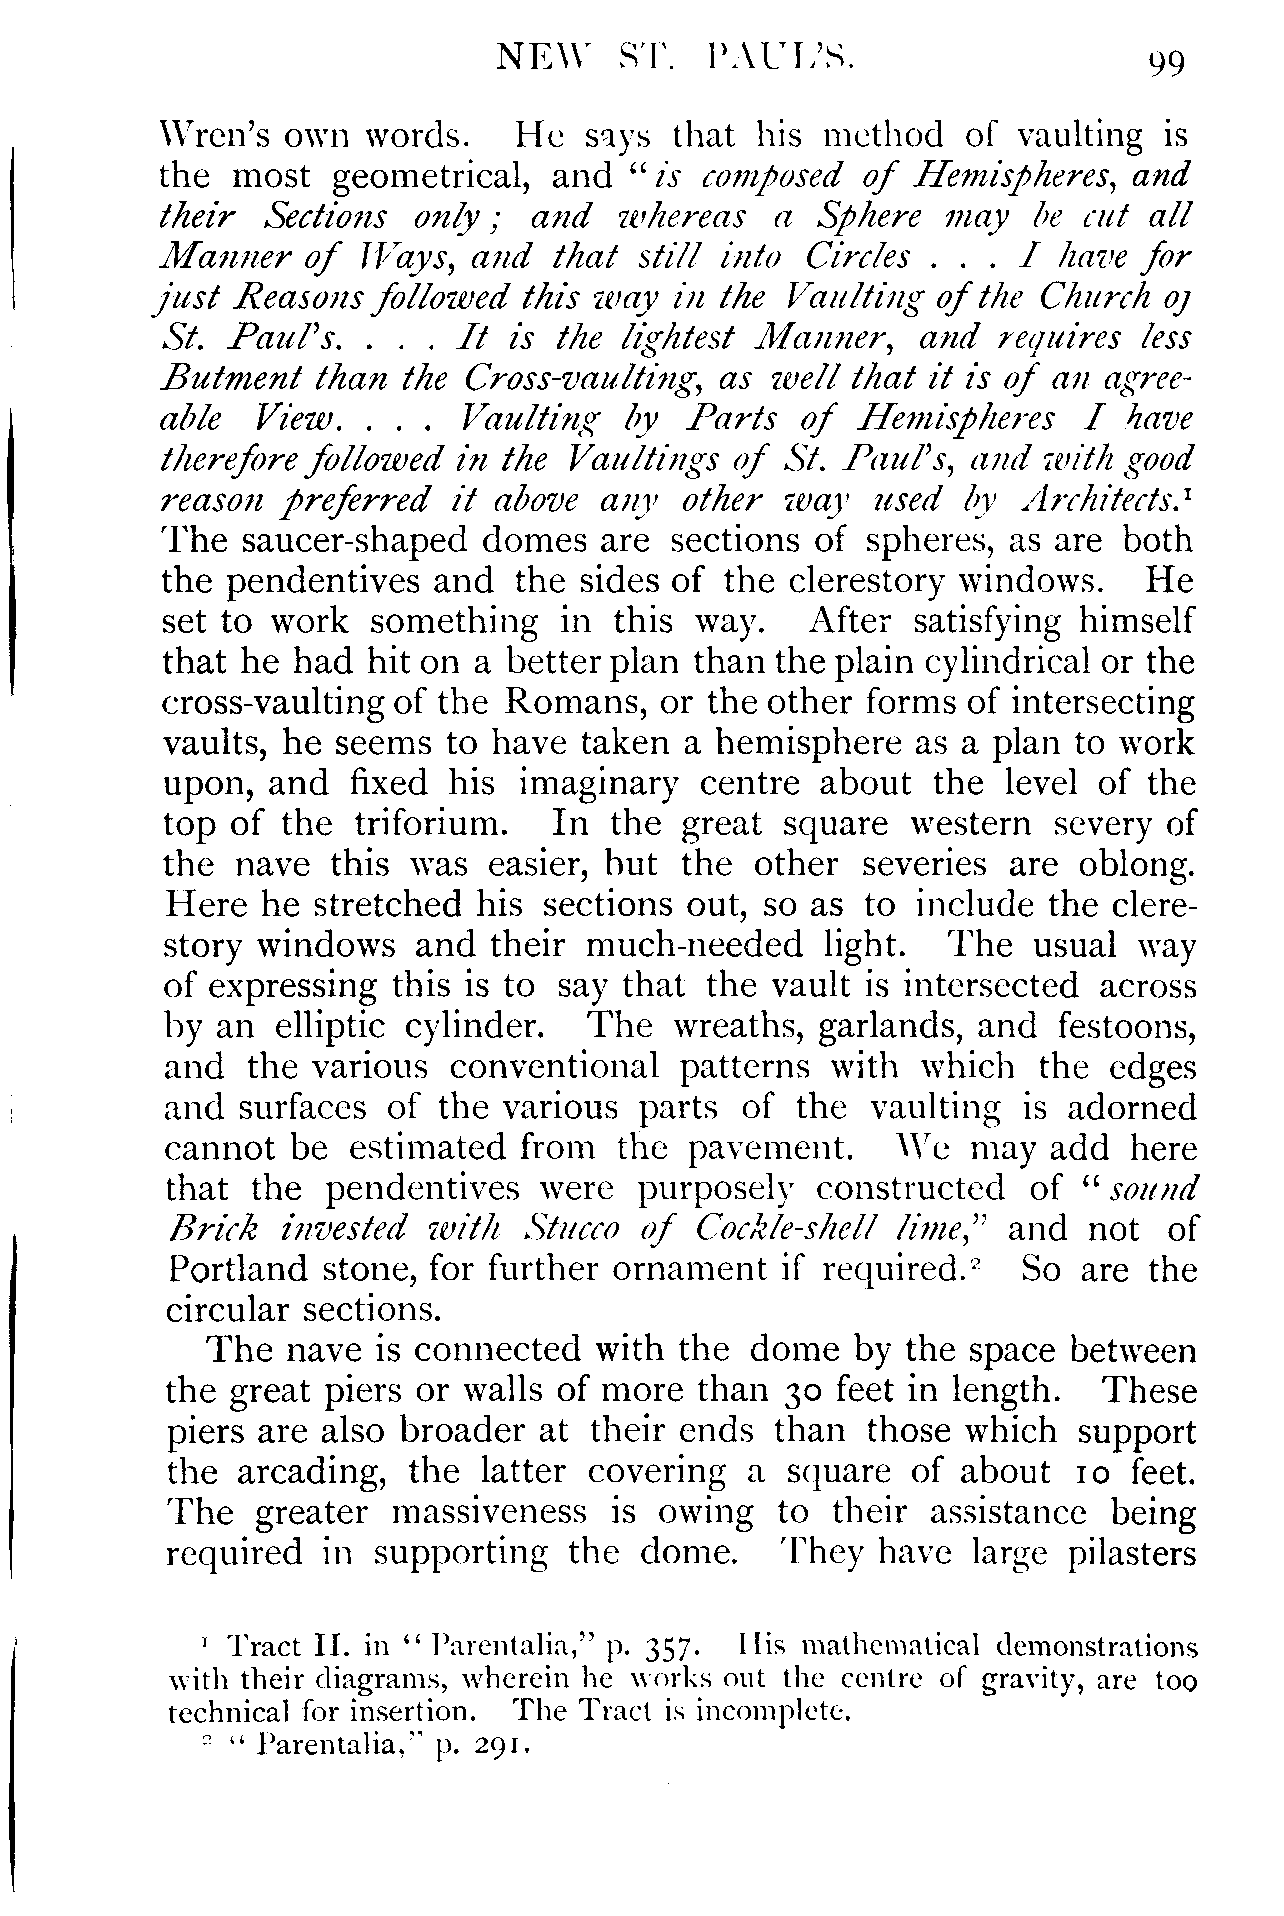 NEW ST. PAUL'S. 99
Wren's own words. He says that his method of vaulting is
the most geometrical, and " is composed of Hemispheres, and
their Sections only ; and whereas a Sphere may be cut all
Manner of Ways, and that still into Circles . . . I have for
just Reasons followed this way in the Vaulting of the Church of
St. Paul's. . . . It is the lightest Manner, and requires less
Butment than the Cross-vaulting, as well that it is of an agree-
able View. . . . Vaulting by Parts of Hemispheres I have
therefore followed in the Vaultings of St. Paul's, and with good
reason preferred it above any other way used by Architects.¹
The saucer-shaped domes are sections of spheres, as are both
the pendentives and the sides of the clerestory windows. He
set to work something in this way. After satisfying himself
that he had hit on a better plan than the plain cylindrical or the
cross-vaulting of the Romans, or the other forms of intersecting
vaults, he seems to have taken a hemisphere as a plan to work
upon, and fixed his imaginary centre about the level of the
top of the triforium. In the great square western severy of
the nave this was easier, but the other severies are oblong.
Here he stretched his sections out, so as to include the clere-
story windows and their much-needed light. The usual way
of expressing this is to say that the vault is intersected across
by an elliptic cylinder. The wreaths, garlands, and festoons,
and the various conventional patterns with which the edges
and surfaces of the various parts of the vaulting is adorned
cannot be estimated from the pavement. We may add here
that the pendentives were purposely constructed of " sound
Brick invested with Stucco of Cockle-shell lime," and not of
Portland stone, for further ornament if required.² So are the
circular sections.
The nave is connected with the dome by the space between
the great piers or walls of more than 30 feet in length. These
piers are also broader at their ends than those which support
the arcading, the latter covering a square of about 10 feet.
The greater massiveness is owing to their assistance being
required in supporting the dome. They have large pilasters
¹ Tract II. in " Parentalia," p. 357. His mathematical demonstrations
with their diagrams, wherein he works out the centre of gravity, are too
technical for insertion. The Tract is incomplete.
² " Parentalia," p. 291.